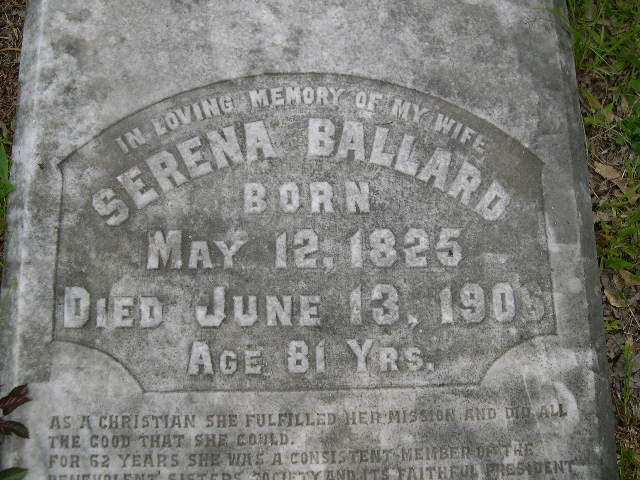 IN LOVING MEMORY OF MY WIFE
SERENA BALLARD
BORN
MAY 12, 1825
DIED JUNE 13, 1906
AGE 81 YRS.
AS A CHRISTIAN SHE FULFILLED HER MISSION AND DID ALL
THE GOOD THAT SHE COULD.
FOR 62 YEARS SHE WAS A CONSISTENT MEMBER OF THE
BENEVOLENT SISTERS SOCIETY AND ITS FAITHFUL PRESIDENT